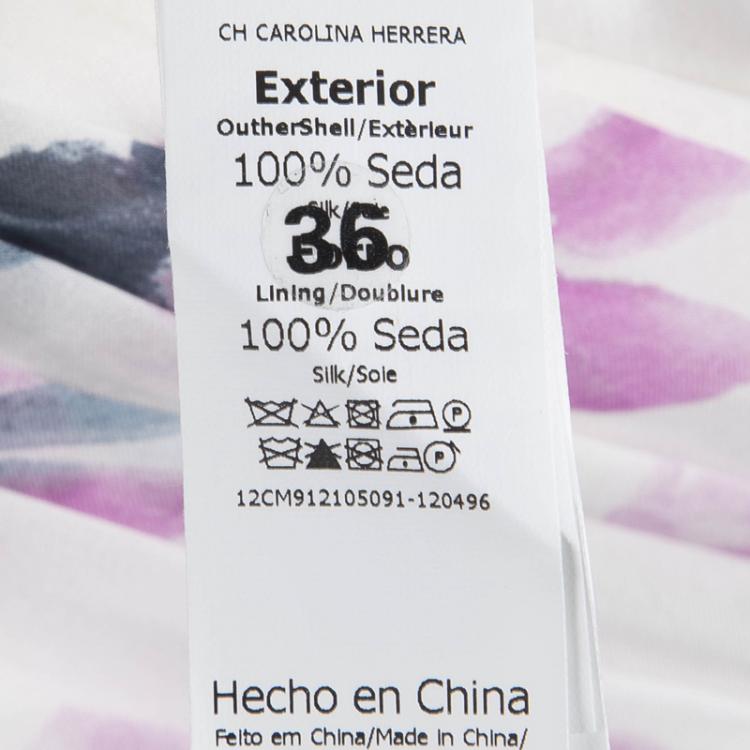 CH CAROLINA HERRERA
Exterior
OutherShell/Extèrieur
100% Seda
36
Lining/Doublure
100% Seda
Silk/Soie
P
P
12CM912105091-120496
Hecho en China
Feito em China/Made in China/